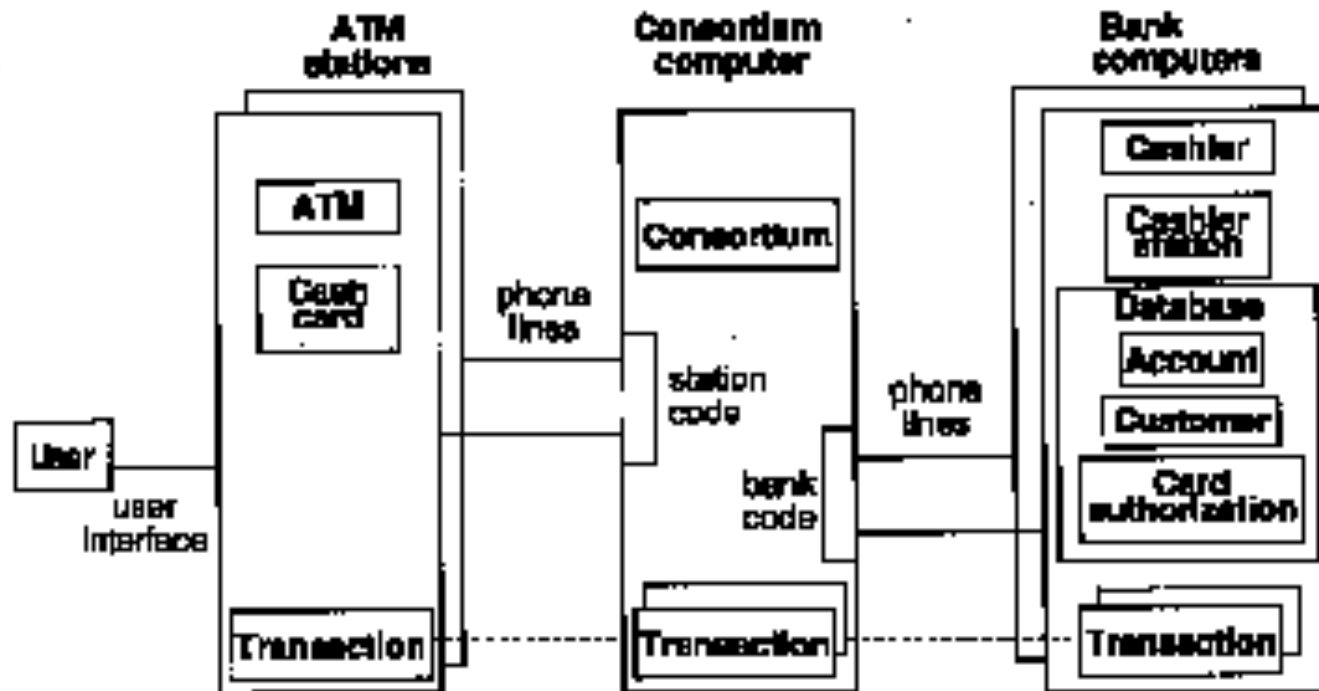 ATM
stations
Consortium
computer
Bank
computers
ATM
Cash
card
phone
lines
Consortium
station
code
phone
lines
bank
code
Cashier
Cashier
station
Database
Account
Customer
Card
authorization
User
user
interface
Transaction
Transaction
Transaction